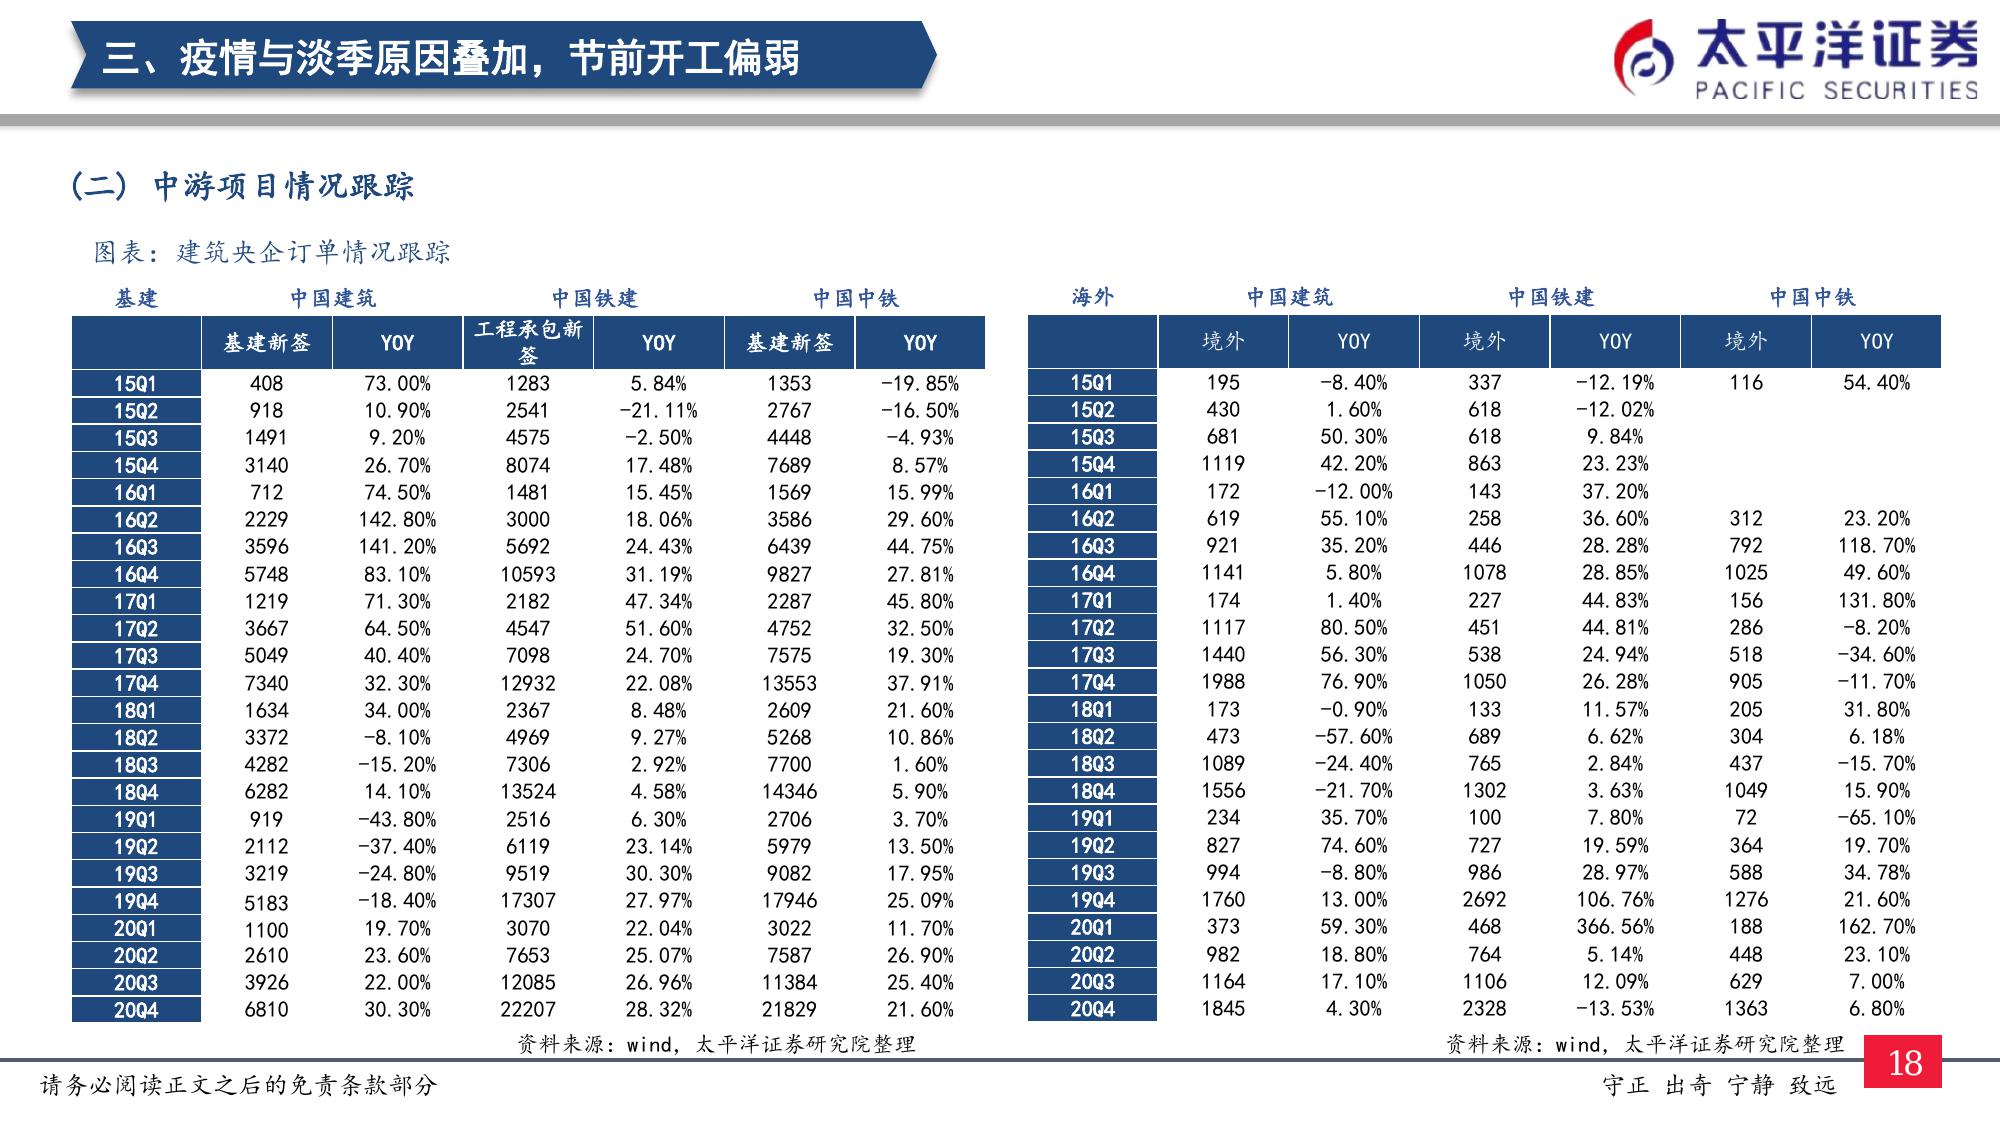 三、疫情与淡季原因叠加，节前开工偏弱
太平洋证券
PACIFIC SECURITIES
(二) 中游项目情况跟踪
图表：建筑央企订单情况跟踪
基建 中国建筑 中国铁建 中国中铁
基建新签 YOY 工程承包新签 YOY 基建新签 YOY
15Q1 408 73.00% 1283 5.84% 1353 -19.85%
15Q2 918 10.90% 2541 -21.11% 2767 -16.50%
15Q3 1491 9.20% 4575 -2.50% 4448 -4.93%
15Q4 3140 26.70% 8074 17.48% 7689 8.57%
16Q1 712 74.50% 1481 15.45% 1569 15.99%
16Q2 2229 142.80% 3000 18.06% 3586 29.60%
16Q3 3596 141.20% 5692 24.43% 6439 44.75%
16Q4 5748 83.10% 10593 31.19% 9827 27.81%
17Q1 1219 71.30% 2182 47.34% 2287 45.80%
17Q2 3667 64.50% 4547 51.60% 4752 32.50%
17Q3 5049 40.40% 7098 24.70% 7575 19.30%
17Q4 7340 32.30% 12932 22.08% 13553 37.91%
18Q1 1634 34.00% 2367 8.48% 2609 21.60%
18Q2 3372 -8.10% 4969 9.27% 5268 10.86%
18Q3 4282 -15.20% 7306 2.92% 7700 1.60%
18Q4 6282 14.10% 13524 4.58% 14346 5.90%
19Q1 919 -43.80% 2516 6.30% 2706 3.70%
19Q2 2112 -37.40% 6119 23.14% 5979 13.50%
19Q3 3219 -24.80% 9519 30.30% 9082 17.95%
19Q4 5183 -18.40% 17307 27.97% 17946 25.09%
20Q1 1100 19.70% 3070 22.04% 3022 11.70%
20Q2 2610 23.60% 7653 25.07% 7587 26.90%
20Q3 3926 22.00% 12085 26.96% 11384 25.40%
20Q4 6810 30.30% 22207 28.32% 21829 21.60%
资料来源：wind，太平洋证券研究院整理
海外 中国建筑 中国铁建 中国中铁
境外 YOY 境外 YOY 境外 YOY
15Q1 195 -8.40% 337 -12.19% 116 54.40%
15Q2 430 1.60% 618 -12.02%
15Q3 681 50.30% 618 9.84%
15Q4 1119 42.20% 863 23.23%
16Q1 172 -12.00% 143 37.20%
16Q2 619 55.10% 258 36.60% 312 23.20%
16Q3 921 35.20% 446 28.28% 792 118.70%
16Q4 1141 5.80% 1078 28.85% 1025 49.60%
17Q1 174 1.40% 227 44.83% 156 131.80%
17Q2 1117 80.50% 451 44.81% 286 -8.20%
17Q3 1440 56.30% 538 24.94% 518 -34.60%
17Q4 1988 76.90% 1050 26.28% 905 -11.70%
18Q1 173 -0.90% 133 11.57% 205 31.80%
18Q2 473 -57.60% 689 6.62% 304 6.18%
18Q3 1089 -24.40% 765 2.84% 437 -15.70%
18Q4 1556 -21.70% 1302 3.63% 1049 15.90%
19Q1 234 35.70% 100 7.80% 72 -65.10%
19Q2 827 74.60% 727 19.59% 364 19.70%
19Q3 994 -8.80% 986 28.97% 588 34.78%
19Q4 1760 13.00% 2692 106.76% 1276 21.60%
20Q1 373 59.30% 468 366.56% 188 162.70%
20Q2 982 18.80% 764 5.14% 448 23.10%
20Q3 1164 17.10% 1106 12.09% 629 7.00%
20Q4 1845 4.30% 2328 -13.53% 1363 6.80%
资料来源：wind，太平洋证券研究院整理
18
请务必阅读正文之后的免责条款部分
守正 出奇 宁静 致远